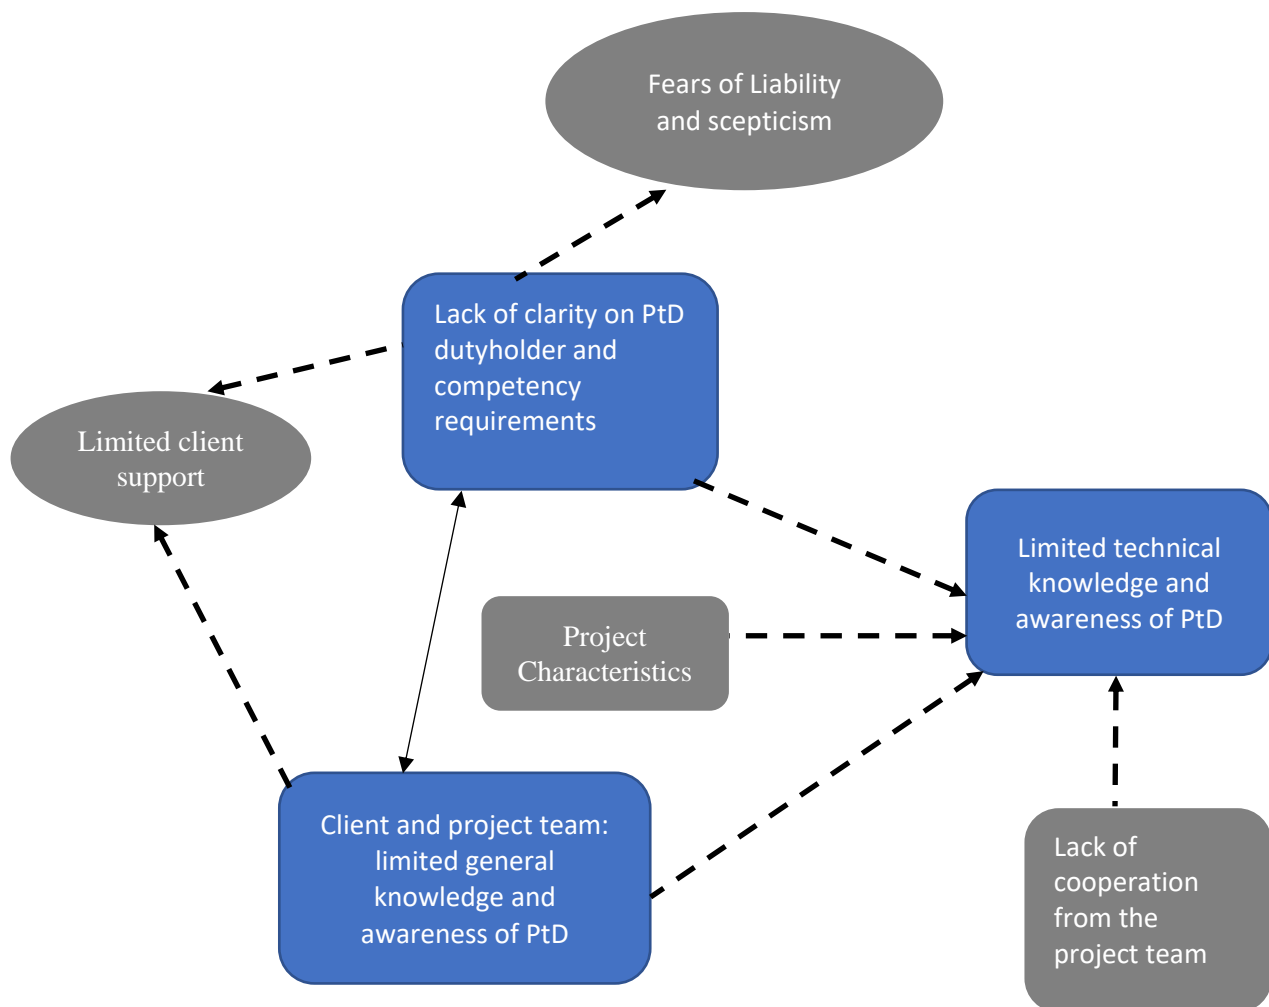 Fears of Liability
and scepticism
Lack of clarity on PtD
dutyholder and
competency
requirements
Limited client
support
Limited technical
knowledge and
awareness of PtD
Project
Characteristics
Client and project team:
limited general
knowledge and
awareness of PtD
Lack of
cooperation
from the
project team